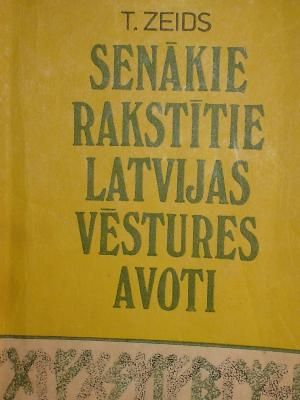 T. ZEIDS
SENĀKIE
RAKSTĪTIE
LATVIJAS
VĒSTURES
AVOTI